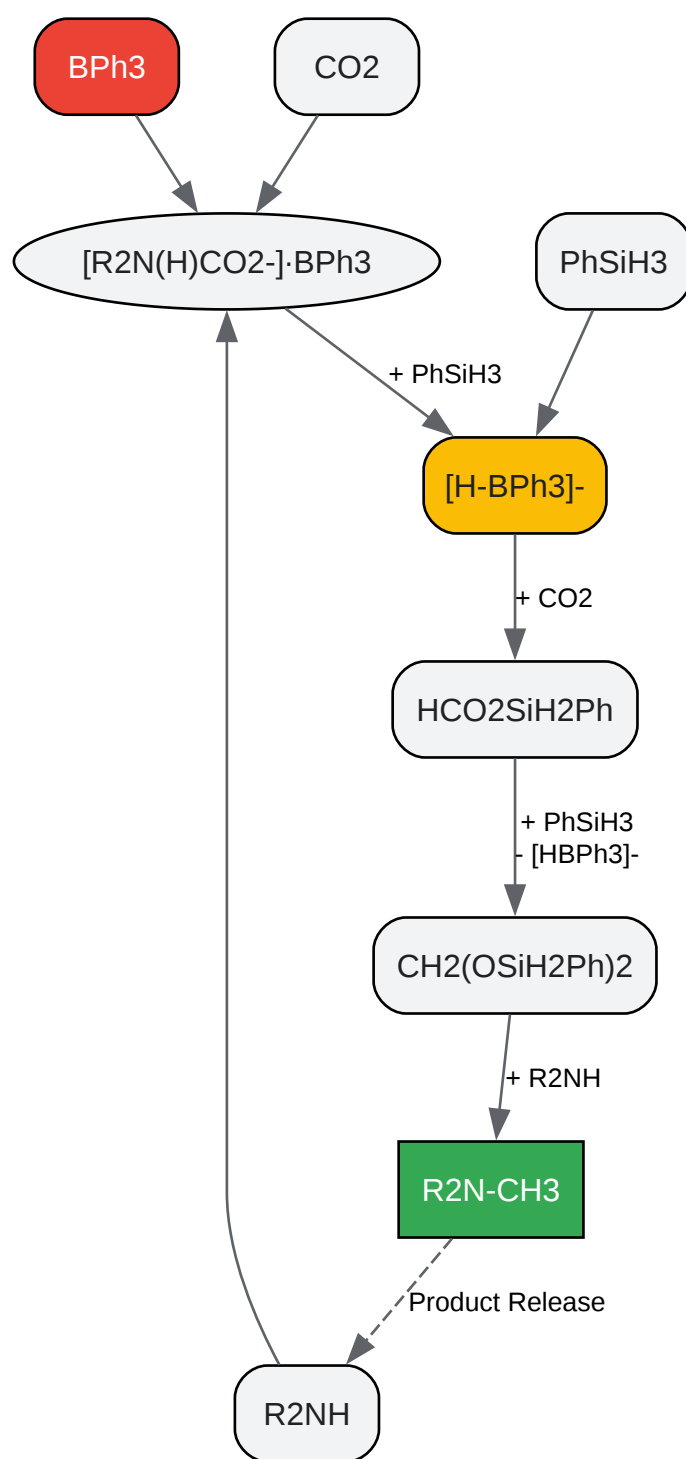 BPh3
CO2
[R2N(H)CO2-]·BPh3
PhSiH3
+ PhSiH3
[H-BPh3]-
+ CO2
HCO2SiH2Ph
+ PhSiH3
- [HBPh3]-
CH2(OSiH2Ph)2
+ R2NH
R2N-CH3
Product Release
R2NH